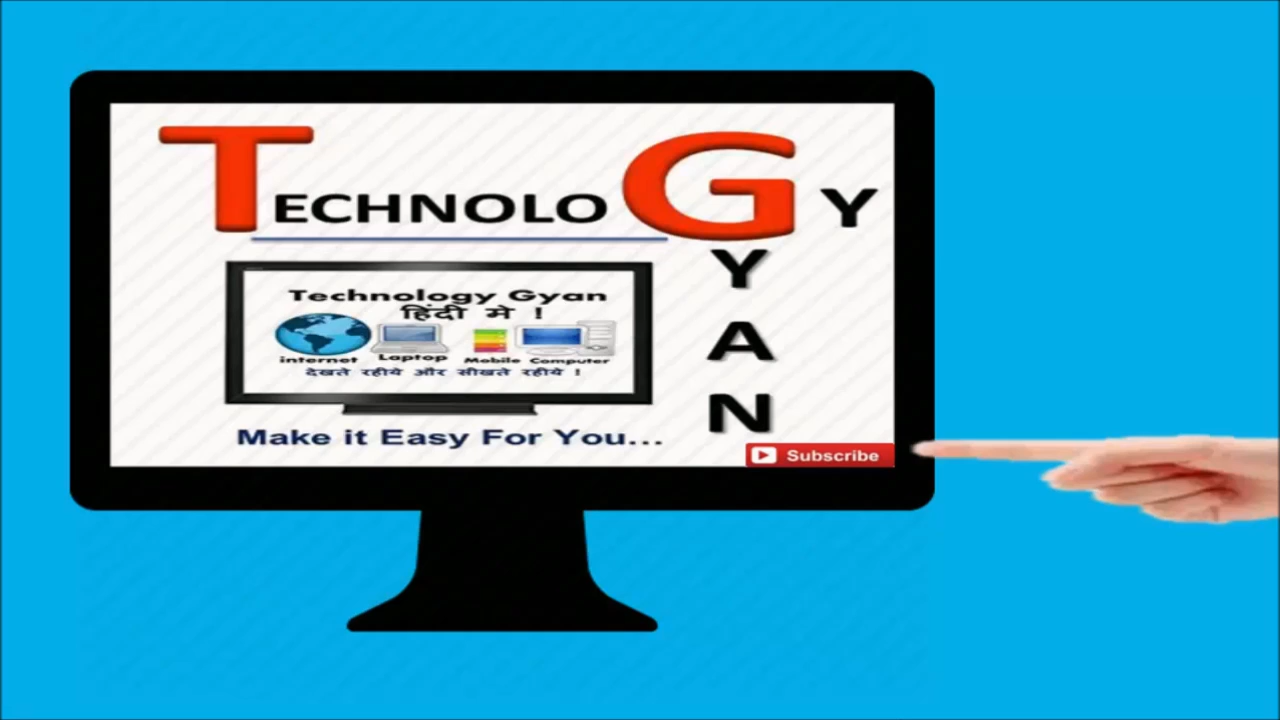 TECHNOLOGY
GYAN
Technology Gyan
हिंदी मे !
internet Laptop Mobile Computer
देखते रहीये और सीखते रहीये !
Make it Easy For You...
Subscribe